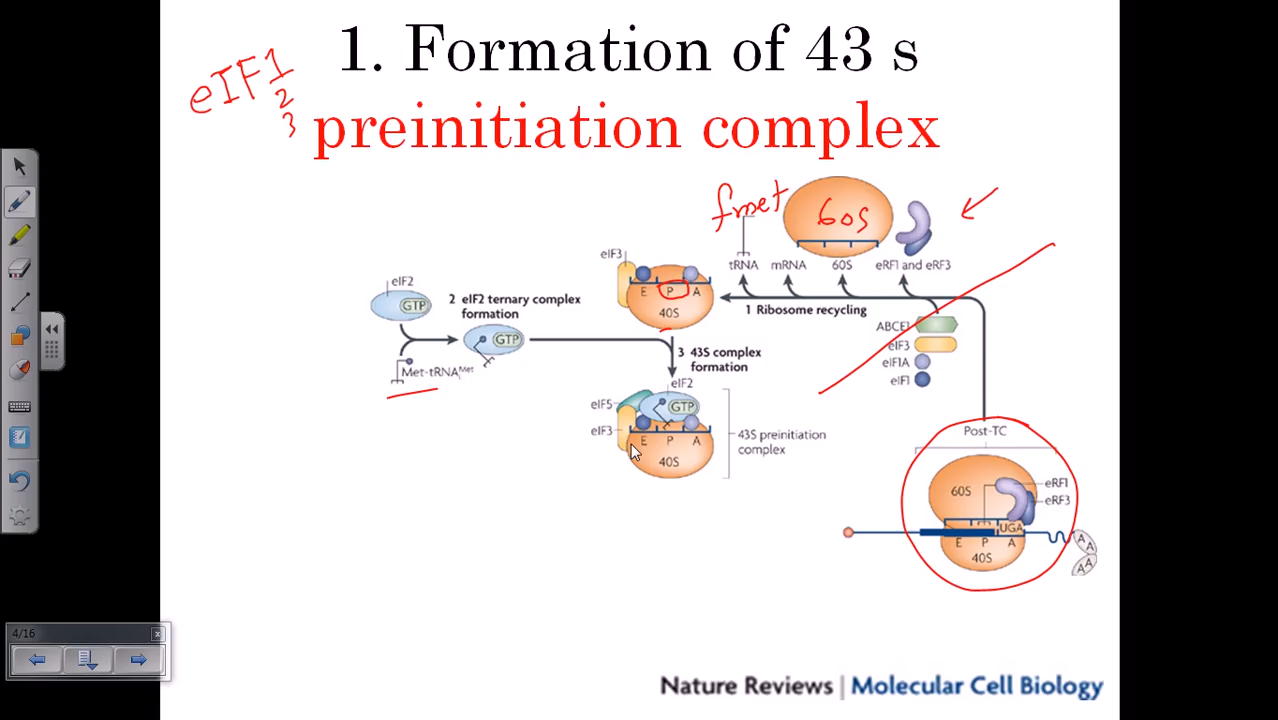 1. Formation of 43 s
preinitiation complex
eIF1
2
3
fmet
60S
tRNA mRNA 60S eRF1 and eRF3
eIF3
E P A
40S
1 Ribosome recycling
eIF2
GTP
2 eIF2 ternary complex
formation
GTP
Met-tRNAiMet
ABCE1
eIF3
eIF1A
eIF1
3 43S complex
formation
eIF2
eIF5
GTP
eIF3
E P A
40S
43S preinitiation
complex
Post-TC
60S
eRF1
eRF3
UGA
E P A
40S
A A
A A
4/16
Nature Reviews | Molecular Cell Biology